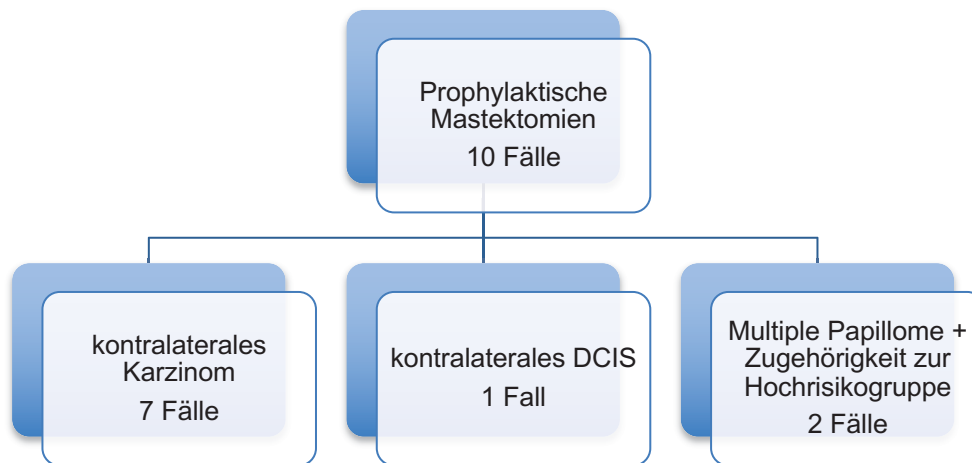 Prophylaktische
Mastektomien
10 Fälle
kontralaterales
Karzinom
7 Fälle
kontralaterales DCIS
1 Fall
Multiple Papillome +
Zugehörigkeit zur
Hochrisikogruppe
2 Fälle